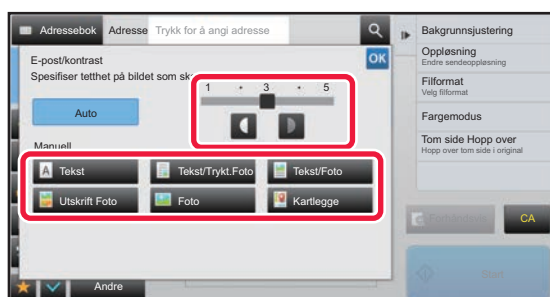 Adressebok
Adresse
Trykk for å angi adresse
Bakgrunnsjustering
E-post/kontrast
OK
Oppløsning
Endre sendeoppløsning
Spesifiser tetthet på bildet som
1 · 3 · 5
Filformat
Velg filformat
Auto
Fargemodus
Manuell
Tom side Hopp over
Hopp over tom side i original
A Tekst
Tekst/Trykt.Foto
Tekst/Foto
Utskrift Foto
Foto
Kartlegge
CA
Start
Andre